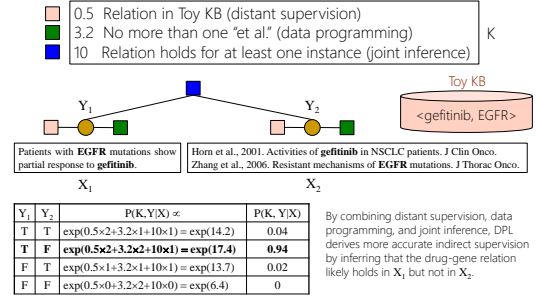 0.5 Relation in Toy KB (distant supervision)
3.2 No more than one "et al." (data programming)
10 Relation holds for at least one instance (joint inference)
K
Toy KB
<gefitinib, EGFR>
Y1
Y2
Patients with EGFR mutations show
partial response to gefitinib.
Horn et al., 2001. Activities of gefitinib in NSCLC patients. J Clin Onco.
Zhang et al., 2006. Resistant mechanisms of EGFR mutations. J Thorac Onco.
X1
X2
Y1 Y2 P(K,Y|X) ∝ P(K, Y|X)
T T exp(0.5×2+3.2×1+10×1) = exp(14.2) 0.04
T F exp(0.5×2+3.2×2+10×1) = exp(17.4) 0.94
F T exp(0.5×1+3.2×1+10×1) = exp(13.7) 0.02
F F exp(0.5×0+3.2×2+10×0) = exp(6.4) 0
By combining distant supervision, data
programming, and joint inference, DPL
derives more accurate indirect supervision
by inferring that the drug-gene relation
likely holds in X1 but not in X2.